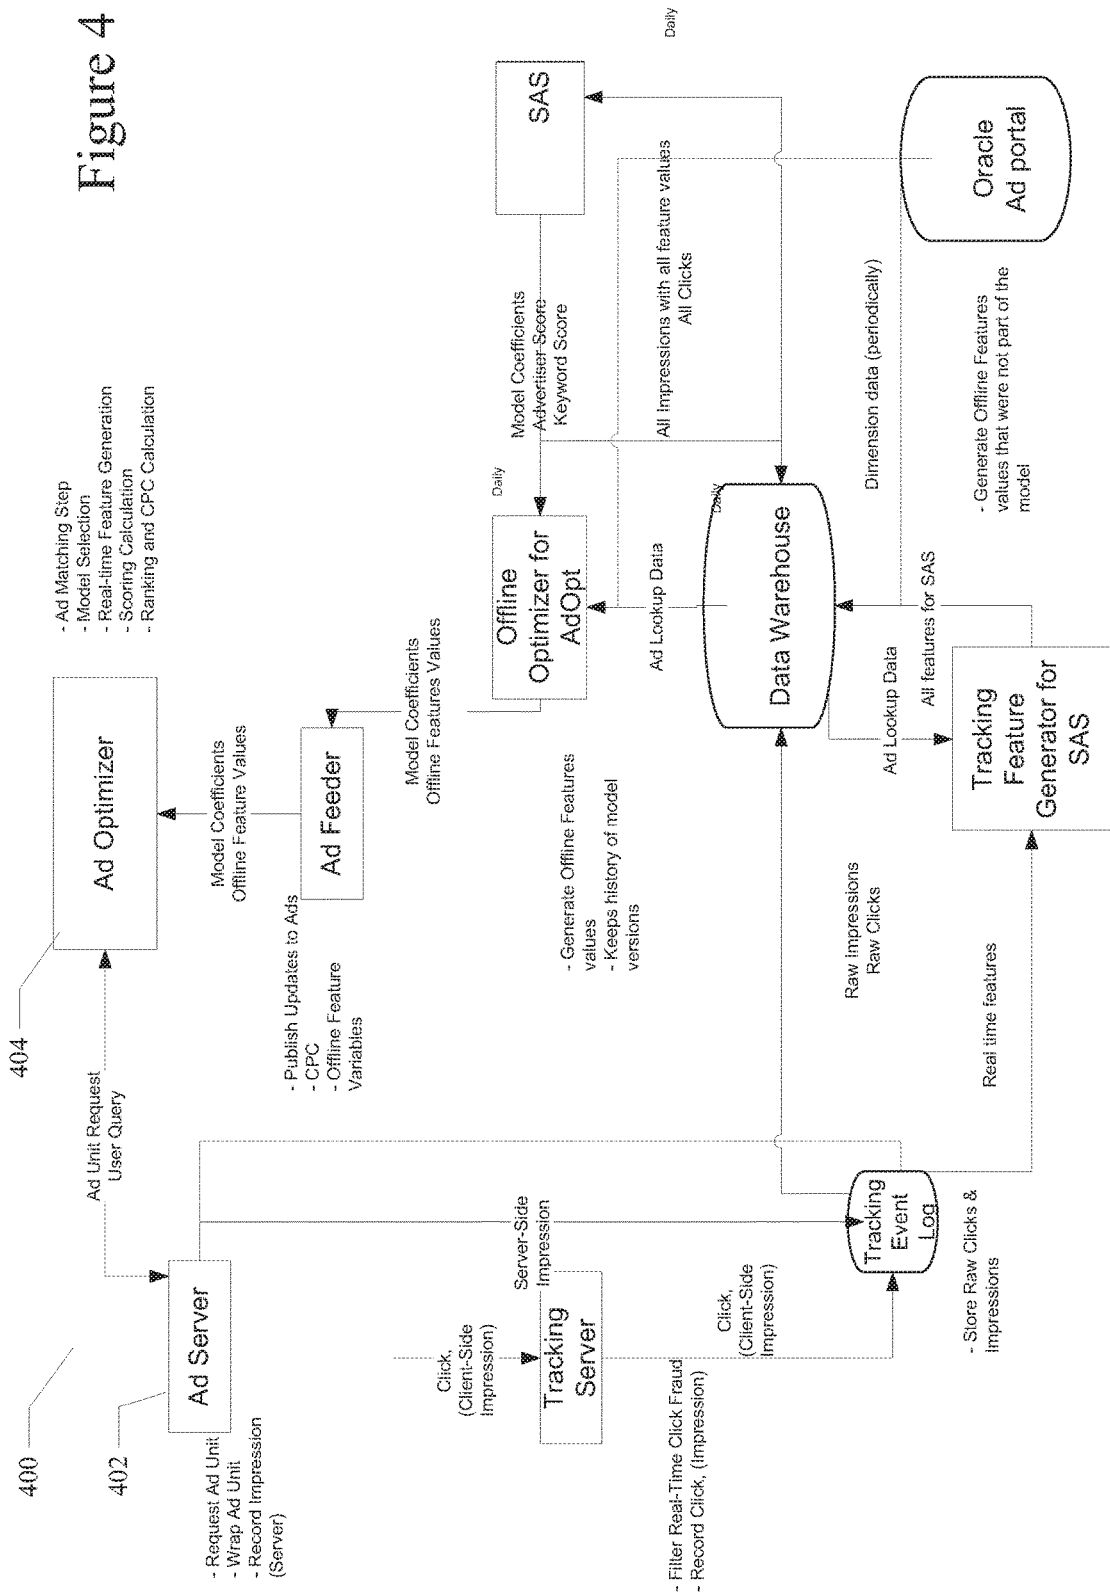 Figure 4
400
402
404
Ad Server
- Request Ad Unit
- Wrap Ad Unit
- Record Impression
(Server)
Ad Unit Request
User Query
Ad Optimizer
- Ad Matching Step
- Model Selection
- Real-time Feature Generation
- Scoring Calculation
- Ranking and CPC Calculation
Model Coefficients
Offline Feature Values
Ad Feeder
- Publish Updates to Ads
- CPC
- Offline Feature
Variables
Model Coefficients
Offline Features Values
Click,
(Client-Side
Impression)
Server-Side
Impression
Tracking
Server
- Filter Real-Time Click Fraud
- Record Click, (Impression)
Click,
(Client-Side
Impression)
Daily
Offline
Optimizer for
AdOpt
- Generate Offline Features
values
- Keeps history of model
versions
Model Coefficients
Advertiser Score
Keyword Score
SAS
Daily
Ad Lookup Data
All Impressions with all feature values
All Clicks
Daily
Data Warehouse
Raw Impressions
Raw Clicks
Tracking
Event
Log
- Store Raw Clicks &
Impressions
Real time features
Ad Lookup Data
All features for SAS
Dimension data (periodically)
Tracking
Feature
Generator for
SAS
- Generate Offline Features
values that were not part of the
model
Oracle
Ad portal